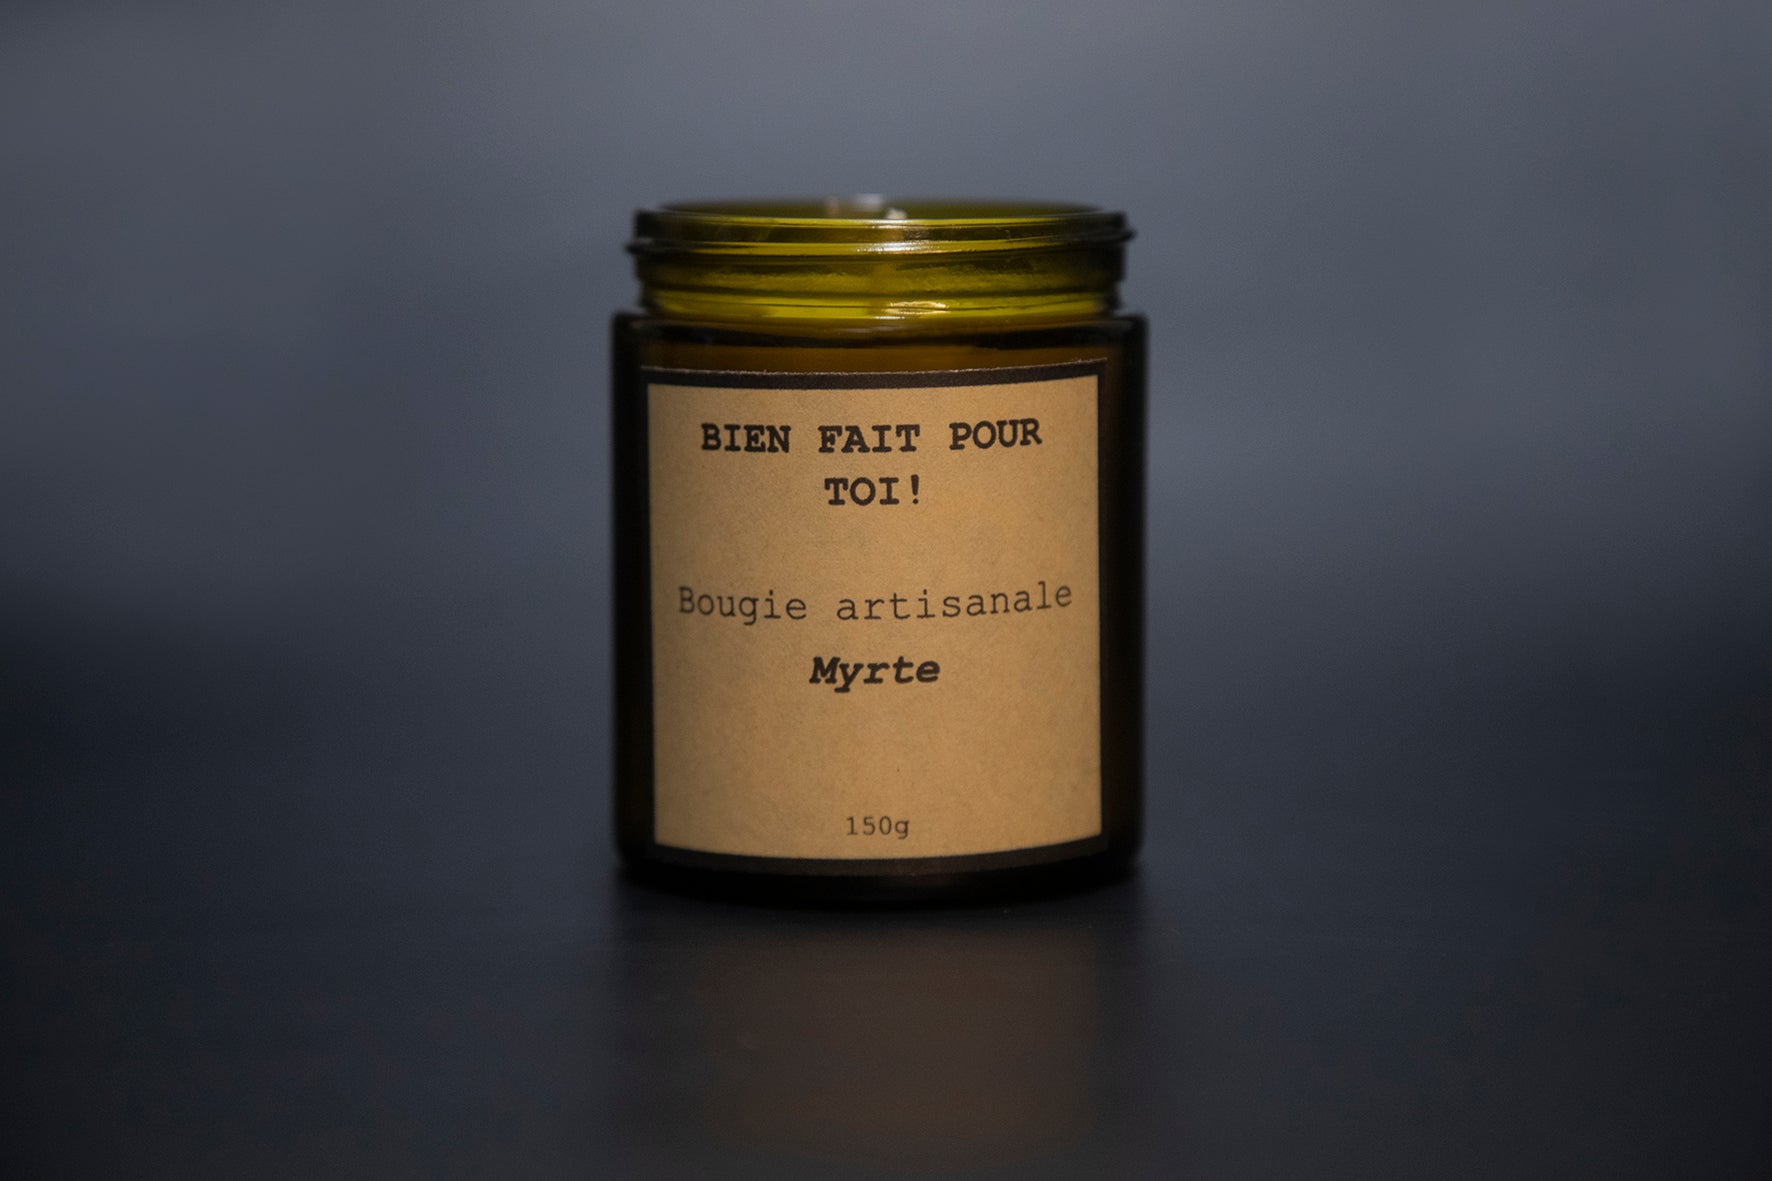 BIEN FAIT POUR
TOI!
Bougie artisanale
Myrte
150g